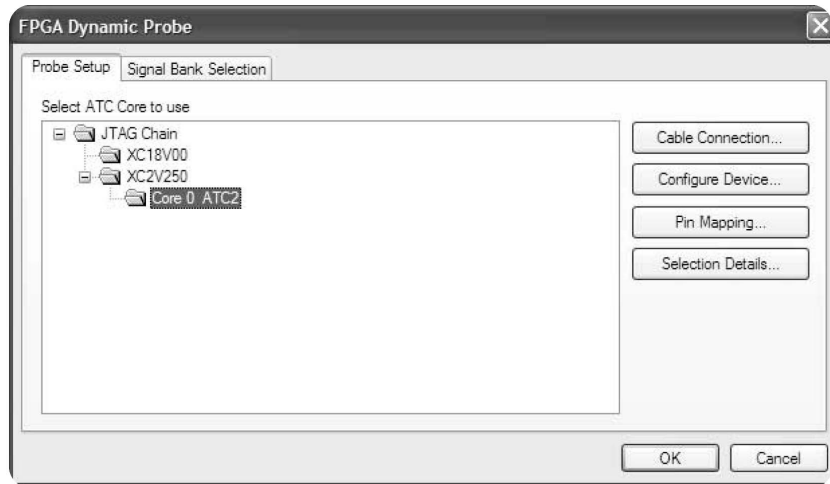 FPGA Dynamic Probe
Probe Setup
Signal Bank Selection
Select ATC Core to use
JTAG Chain
XC18V00
XC2V250
Core 0 ATC2
Cable Connection...
Configure Device...
Pin Mapping...
Selection Details...
OK
Cancel